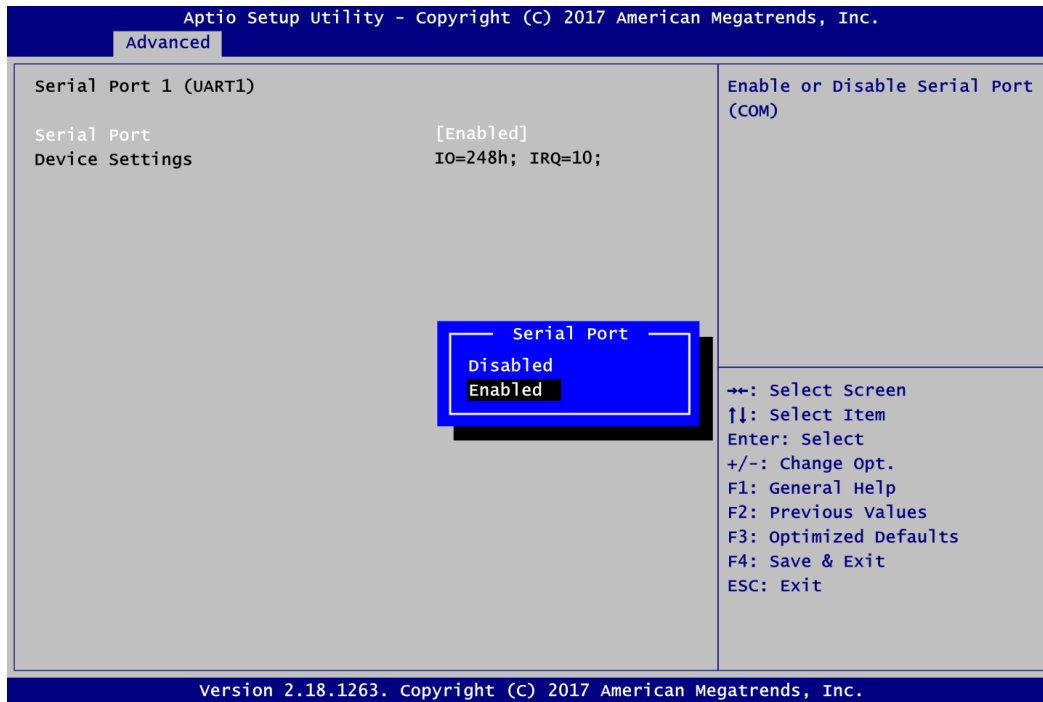 Aptio Setup Utility – Copyright (C) 2017 American Megatrends, Inc.
Advanced
Serial Port 1 (UART1)
Serial Port [Enabled]
Device Settings IO=248h; IRQ=10;
Enable or Disable Serial Port
(COM)
Serial Port
Disabled
Enabled
→←: Select Screen
↑↓: Select Item
Enter: Select
+/-: Change Opt.
F1: General Help
F2: Previous Values
F3: Optimized Defaults
F4: Save & Exit
ESC: Exit
Version 2.18.1263. Copyright (C) 2017 American Megatrends, Inc.